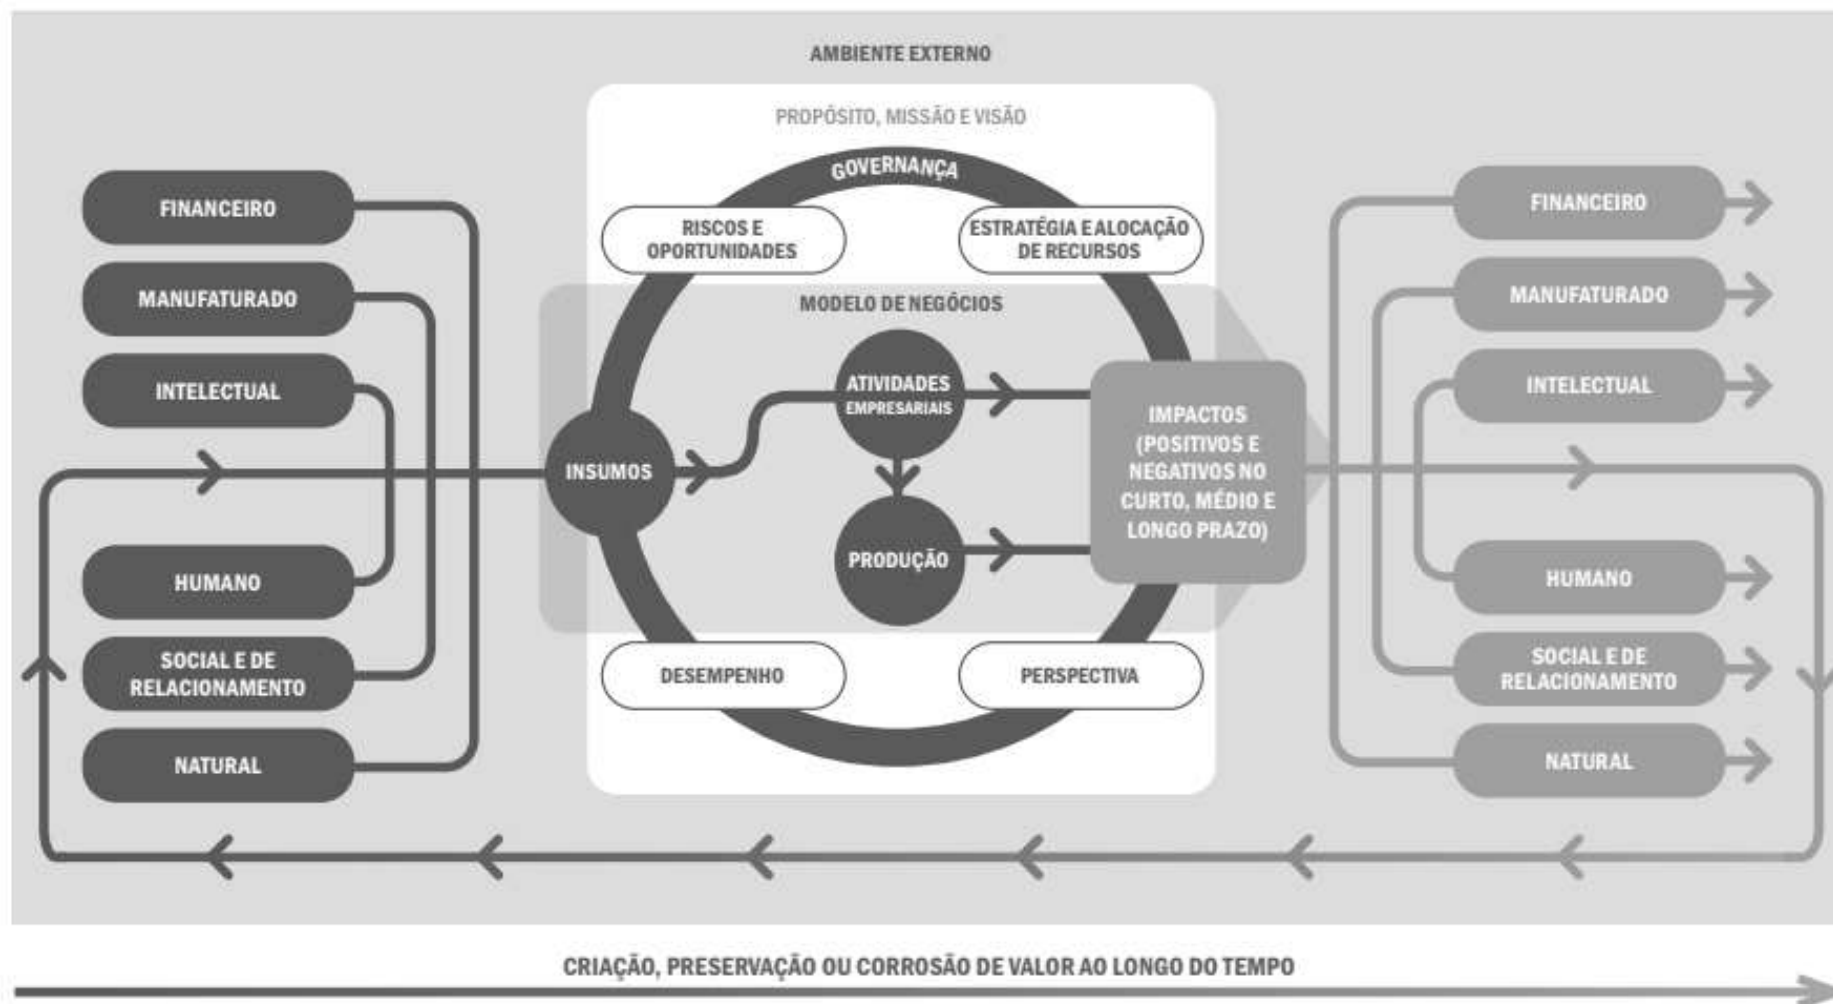 AMBIENTE EXTERNO
PROPÓSITO, MISSÃO E VISÃO
GOVERNANÇA
RISCOS E
OPORTUNIDADES
ESTRATÉGIA E ALOCAÇÃO
DE RECURSOS
FINANCEIRO
MANUFATURADO
INTELECTUAL
HUMANO
SOCIAL E DE
RELACIONAMENTO
NATURAL
MODELO DE NEGÓCIOS
INSUMOS
ATIVIDADES
EMPRESARIAIS
PRODUÇÃO
IMPACTOS
(POSITIVOS E
NEGATIVOS NO
CURTO, MÉDIO E
LONGO PRAZO)
DESEMPENHO
PERSPECTIVA
FINANCEIRO
MANUFATURADO
INTELECTUAL
HUMANO
SOCIAL E DE
RELACIONAMENTO
NATURAL
CRIAÇÃO, PRESERVAÇÃO OU CORROSÃO DE VALOR AO LONGO DO TEMPO